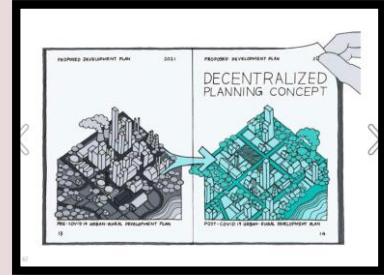 PROPOSED DEVELOPMENT PLAN 2021
PRE-COVID 19 URBAN-RURAL DEVELOPMENT PLAN
13
PROPOSED DEVELOPMENT PLAN
DECENTRALIZED
PLANNING CONCEPT
POST-COVID 19 URBAN-RURAL DEVELOPMENT PLAN
14